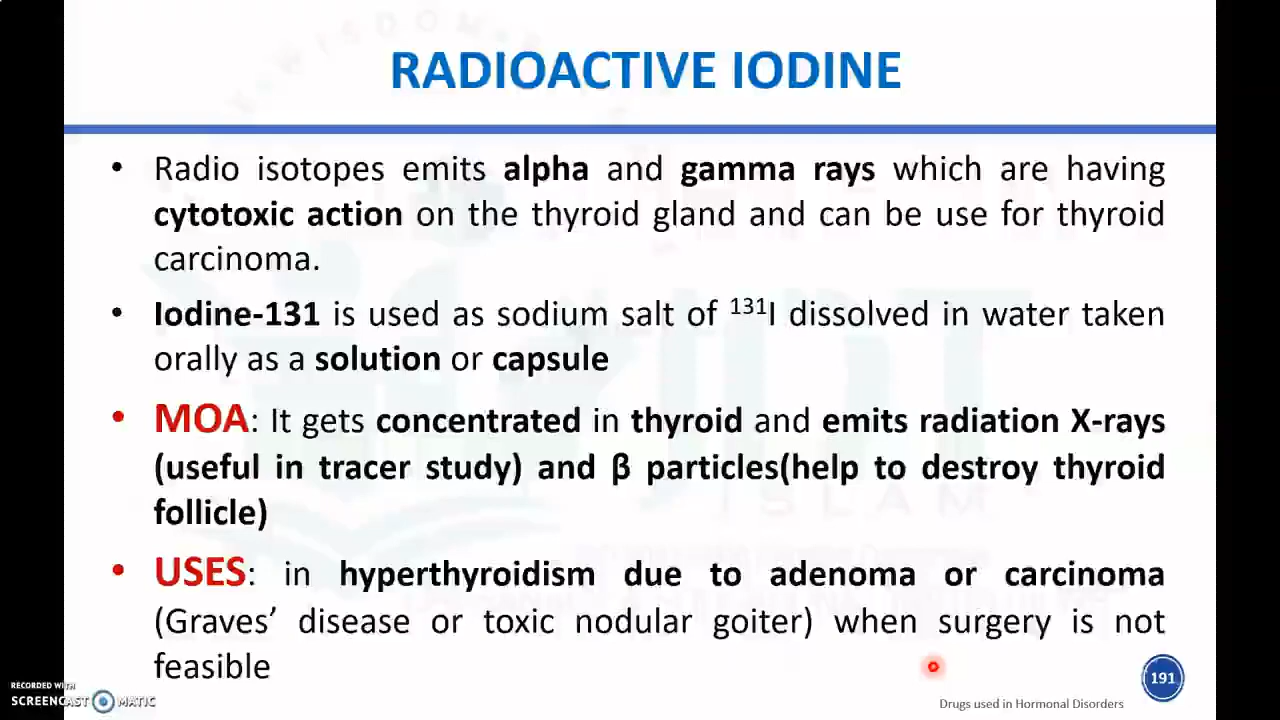 RADIOACTIVE IODINE
• Radio isotopes emits alpha and gamma rays which are having
cytotoxic action on the thyroid gland and can be use for thyroid
carcinoma.
• Iodine-131 is used as sodium salt of ¹³¹I dissolved in water taken
orally as a solution or capsule
• MOA: It gets concentrated in thyroid and emits radiation X-rays
(useful in tracer study) and β particles(help to destroy thyroid
follicle)
• USES: in hyperthyroidism due to adenoma or carcinoma
(Graves’ disease or toxic nodular goiter) when surgery is not
feasible
191
Drugs used in Hormonal Disorders
RECORDED WITH
SCREENCAST MATIC
WISDOM
ISLAM